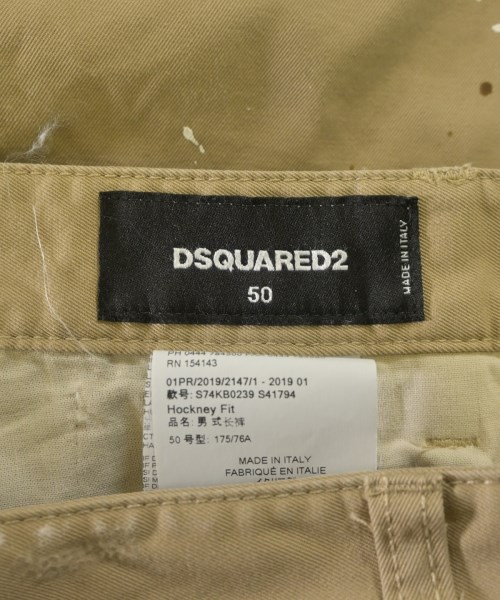 DSQUARED2
50
MADE IN ITALY
RN 154143
01PR/2019/2147/1 - 2019 01
款号: S74KB0239 S41794
Hockney Fit
品名: 男式长裤
50 号型: 175/76A
MADE IN ITALY
FABRIQUÉ EN ITALIE